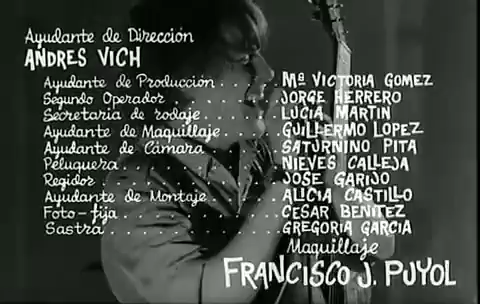 Ayudante de Dirección
ANDRES VICH
Ayudante de Producción . . . . Mª VICTORIA GOMEZ
Segundo Operador . . . . . . . JORGE HERRERO
Secretaria de rodaje . . . . . LUCIA MARTIN
Ayudante de Maquillaje . . . . GUILLERMO LOPEZ
Ayudante de Cámara . . . . . . SATURNINO PITA
Peluquera . . . . . . . . . . . NIEVES CALLEJA
Regidor . . . . . . . . . . . . JOSE GARIJO
Ayudante de Montaje . . . . . . ALICIA CASTILLO
Foto-fija . . . . . . . . . . . CESAR BENITEZ
Sastra . . . . . . . . . . . . GREGORIA GARCIA
Maquillaje
FRANCISCO J. PUYOL